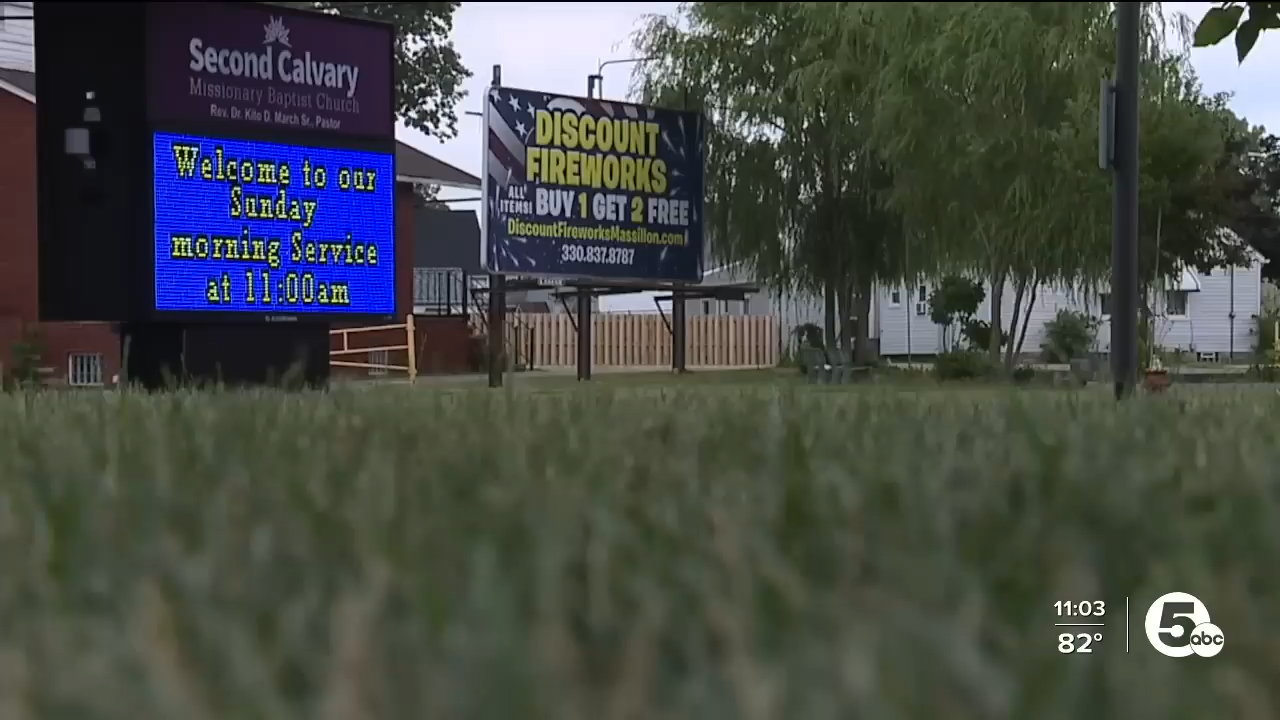 Second Calvary
Missionary Baptist Church
Rev. Dr. Kilo D. March Sr., Pastor
Welcome to our
Sunday
morning Service
at 11:00am
DISCOUNT
FIREWORKS
ALL
ITEMS!
BUY 1 GET 2 FREE
DiscountFireworksMassillon.com
330.837.8787
11:03
82°
5
abc